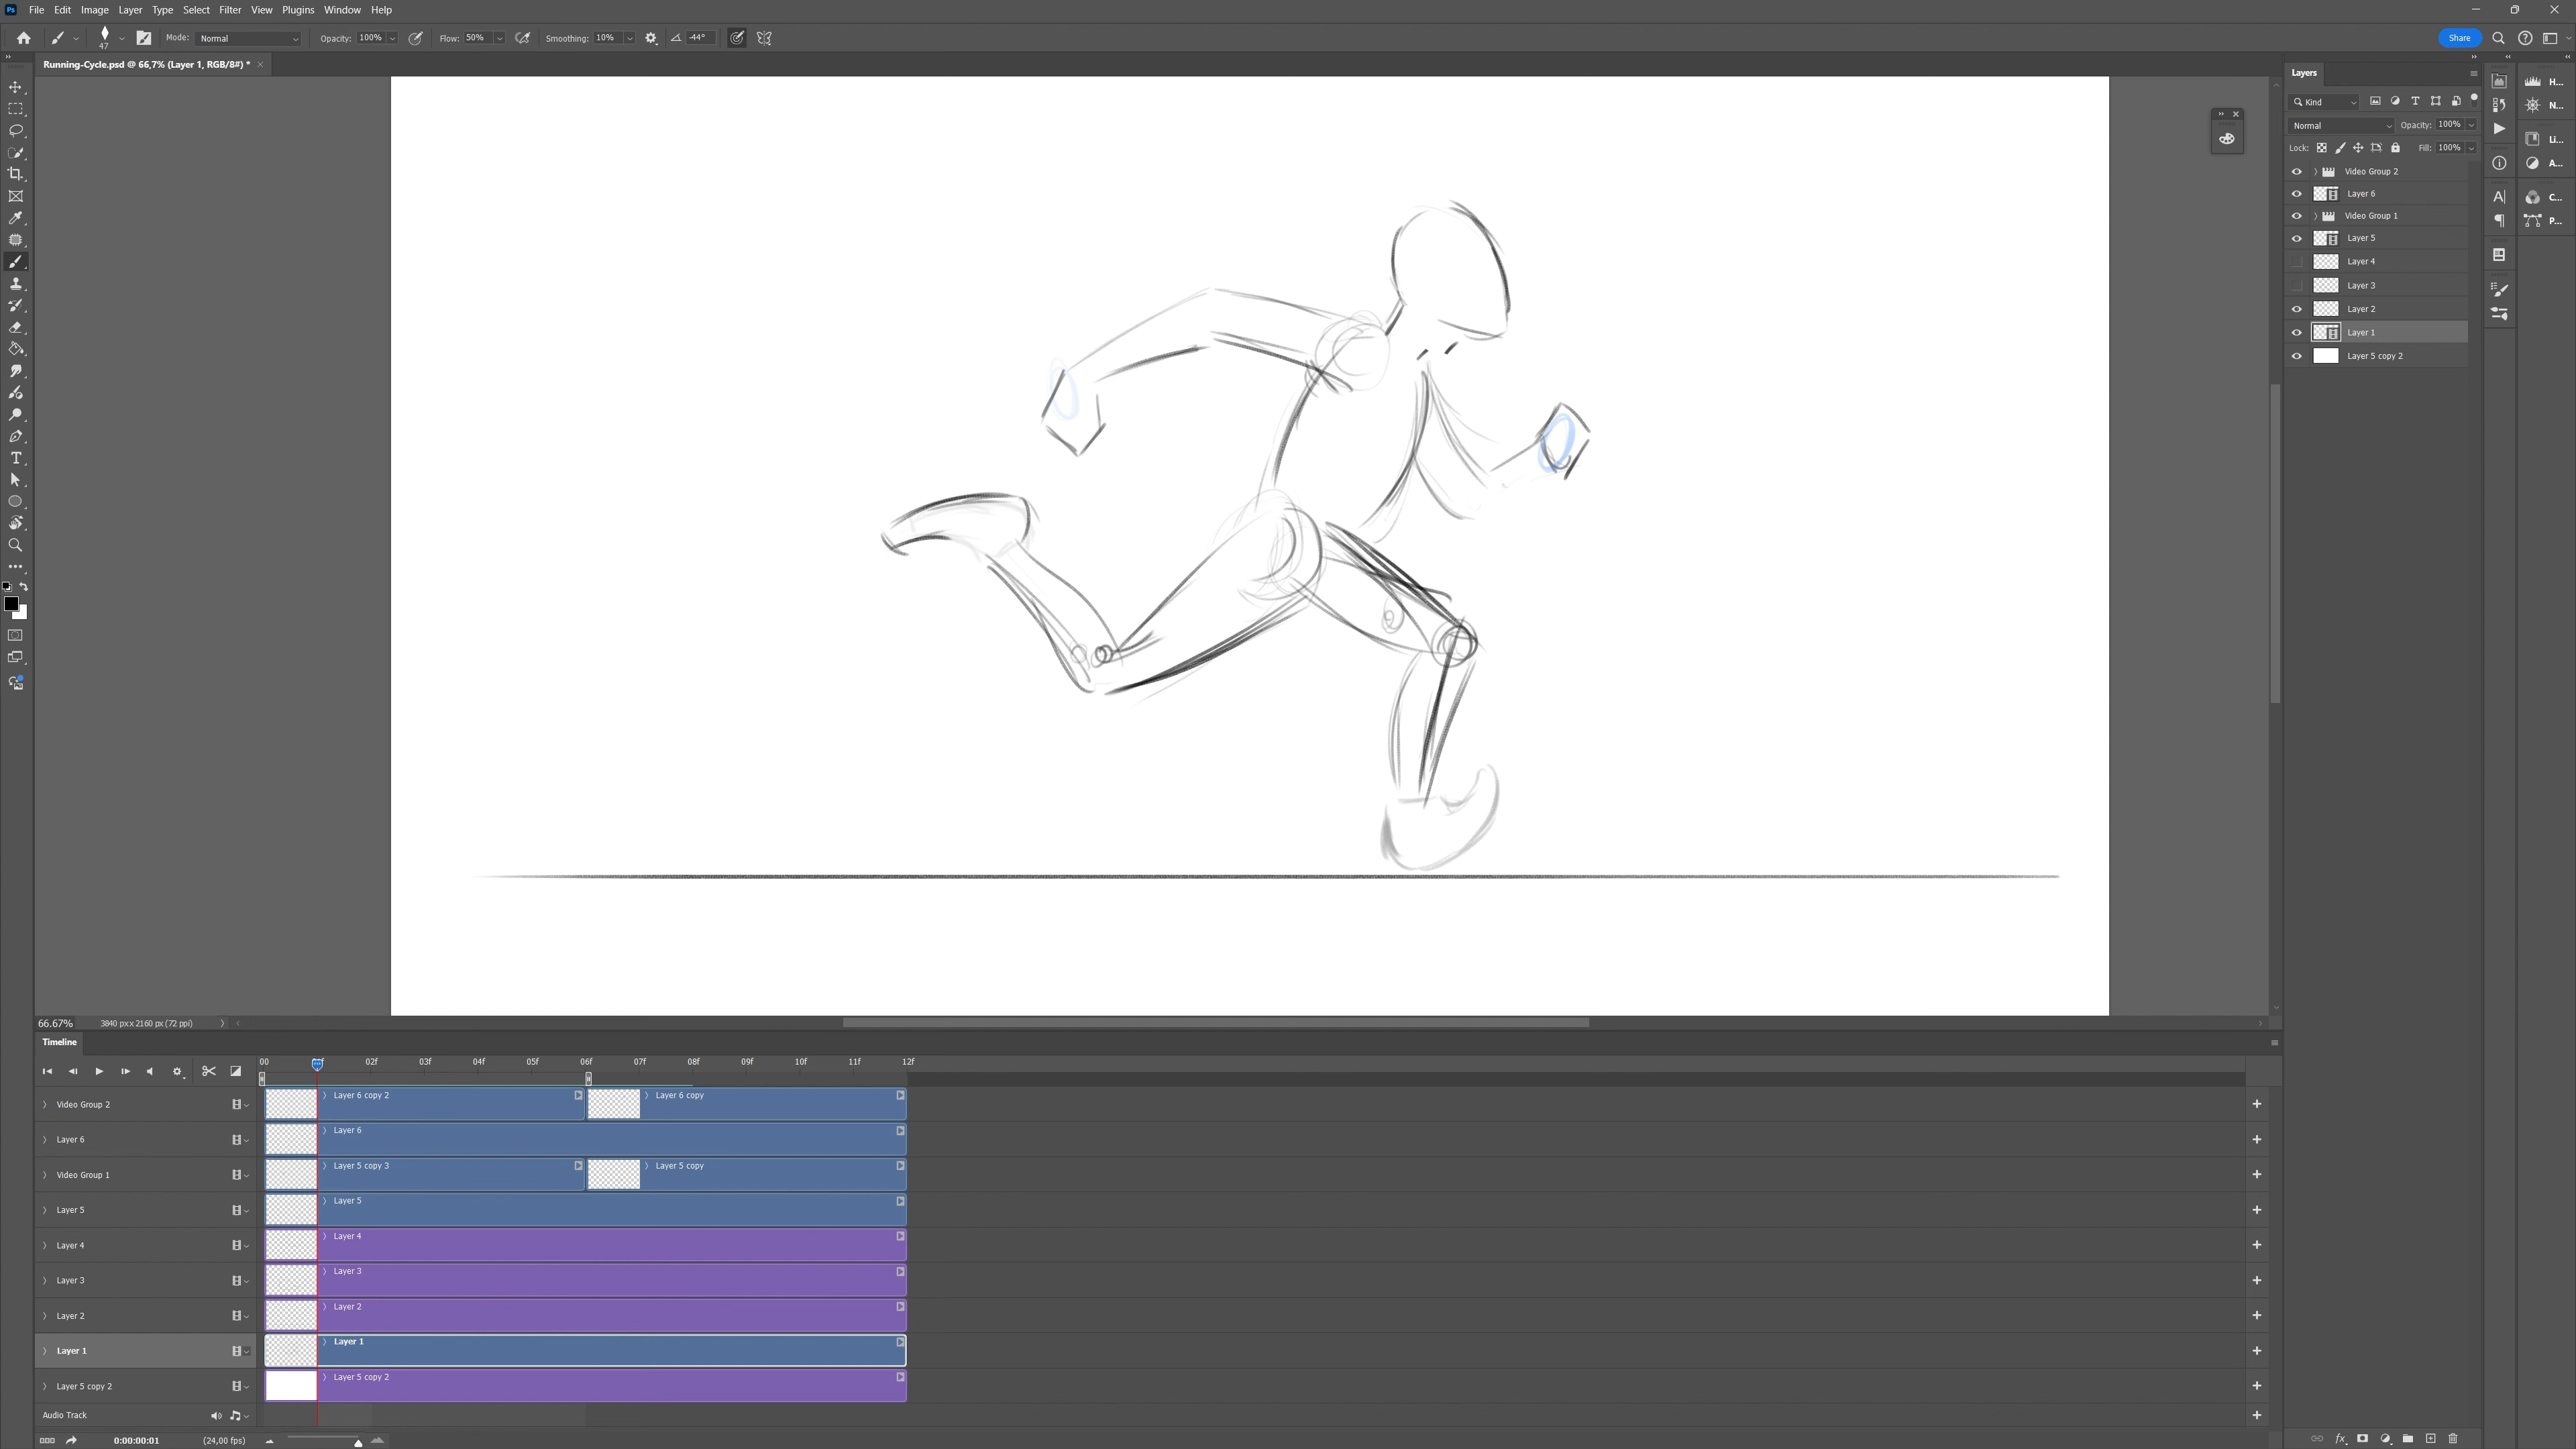 Ps File Edit Image Layer Type Select Filter View Plugins Window Help
47 Mode: Normal Opacity: 100% Flow: 50% Smoothing: 10% -44° Share
Running-Cycle.psd @ 66,7% (Layer 1, RGB/8#) *
Layers
Kind
Normal Opacity: 100%
Lock: Fill: 100%
Video Group 2
Layer 6
Video Group 1
Layer 5
Layer 4
Layer 3
Layer 2
Layer 1
Layer 5 copy 2
H...
N...
Li...
A...
C...
P...
66.67% 3840 px x 2160 px (72 ppi)
Timeline
00 02f 03f 04f 05f 06f 07f 08f 09f 10f 11f 12f
Video Group 2 Layer 6 copy 2 Layer 6 copy
Layer 6 Layer 6
Video Group 1 Layer 5 copy 3 Layer 5 copy
Layer 5 Layer 5
Layer 4 Layer 4
Layer 3 Layer 3
Layer 2 Layer 2
Layer 1 Layer 1
Layer 5 copy 2 Layer 5 copy 2
Audio Track
0:00:00:01 (24,00 fps)
fx